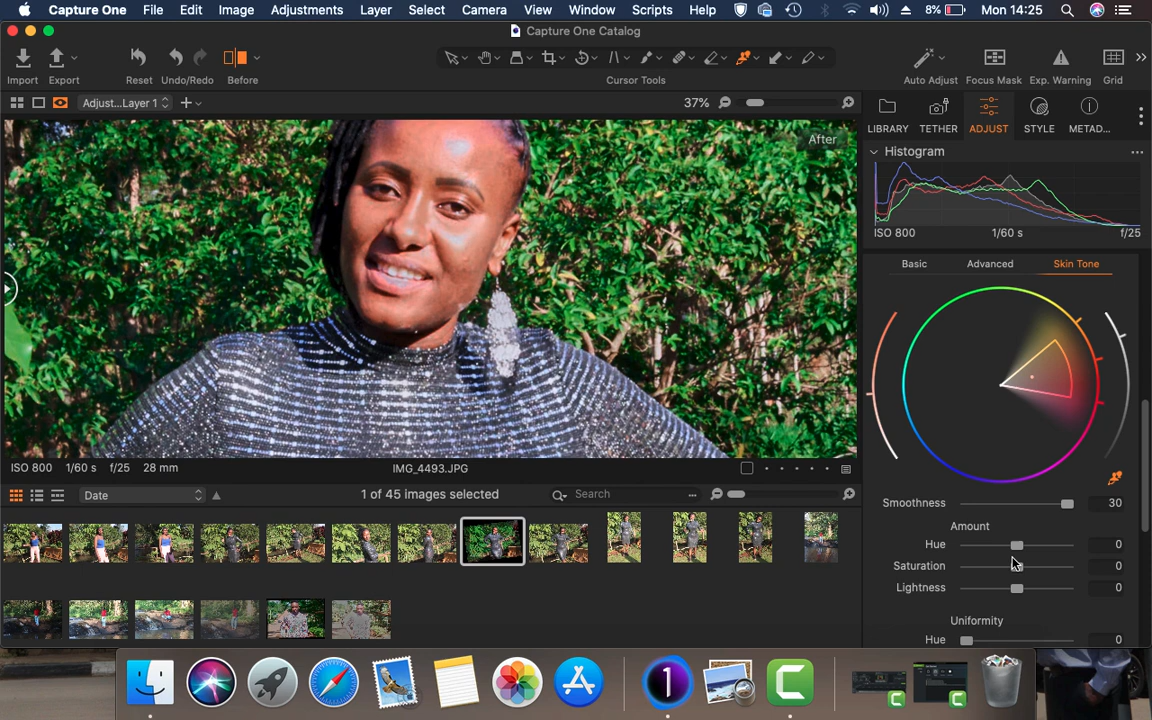 Capture One File Edit Image Adjustments Layer Select Camera View Window Scripts Help 8% Mon 14:25
Capture One Catalog
Import Export Reset Undo/Redo Before Cursor Tools Auto Adjust Focus Mask Exp. Warning Grid
Adjust...Layer 1 37%
LIBRARY TETHER ADJUST STYLE METAD...
After
Histogram
ISO 800 1/60 s f/25
Basic Advanced Skin Tone
ISO 800 1/60 s f/25 28 mm IMG_4493.JPG
Date 1 of 45 images selected Search
Smoothness 30
Amount
Hue 0
Saturation 0
Lightness 0
Uniformity
Hue 0